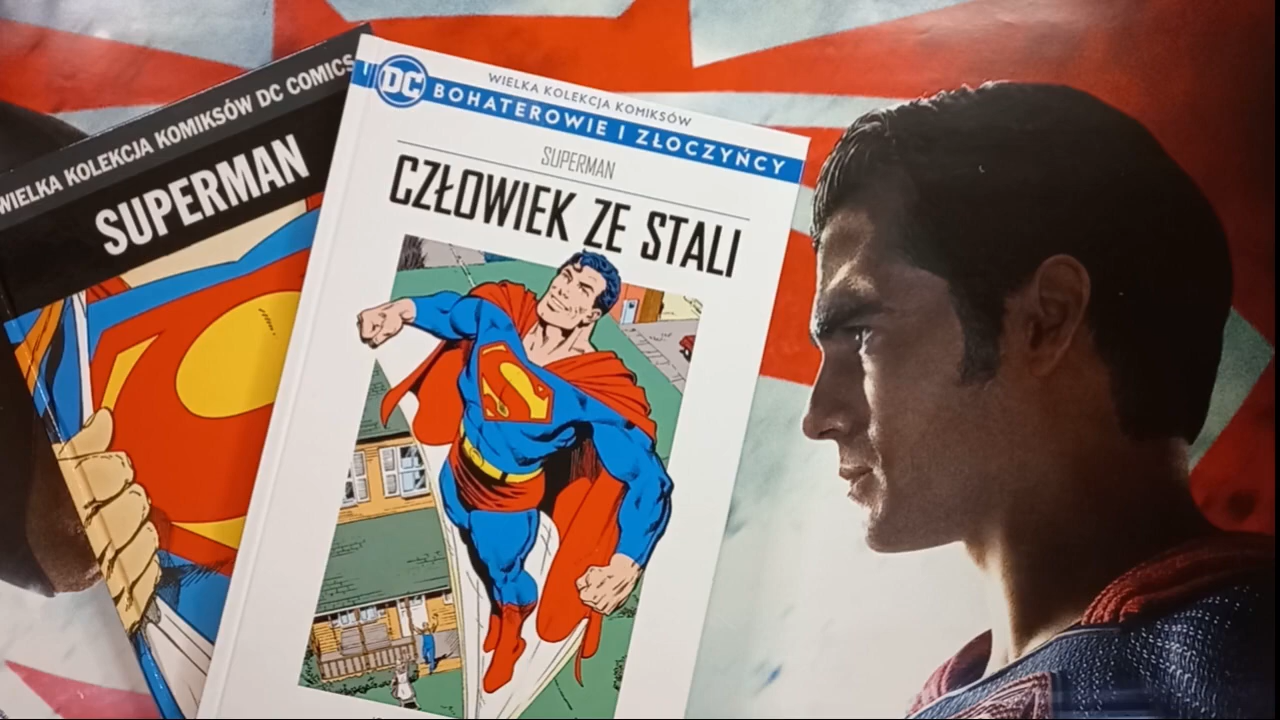 WIELKA KOLEKCJA KOMIKSÓW DC COMICS
SUPERMAN
DC
WIELKA KOLEKCJA KOMIKSÓW
BOHATEROWIE I ZŁOCZYŃCY
SUPERMAN
CZŁOWIEK ZE STALI